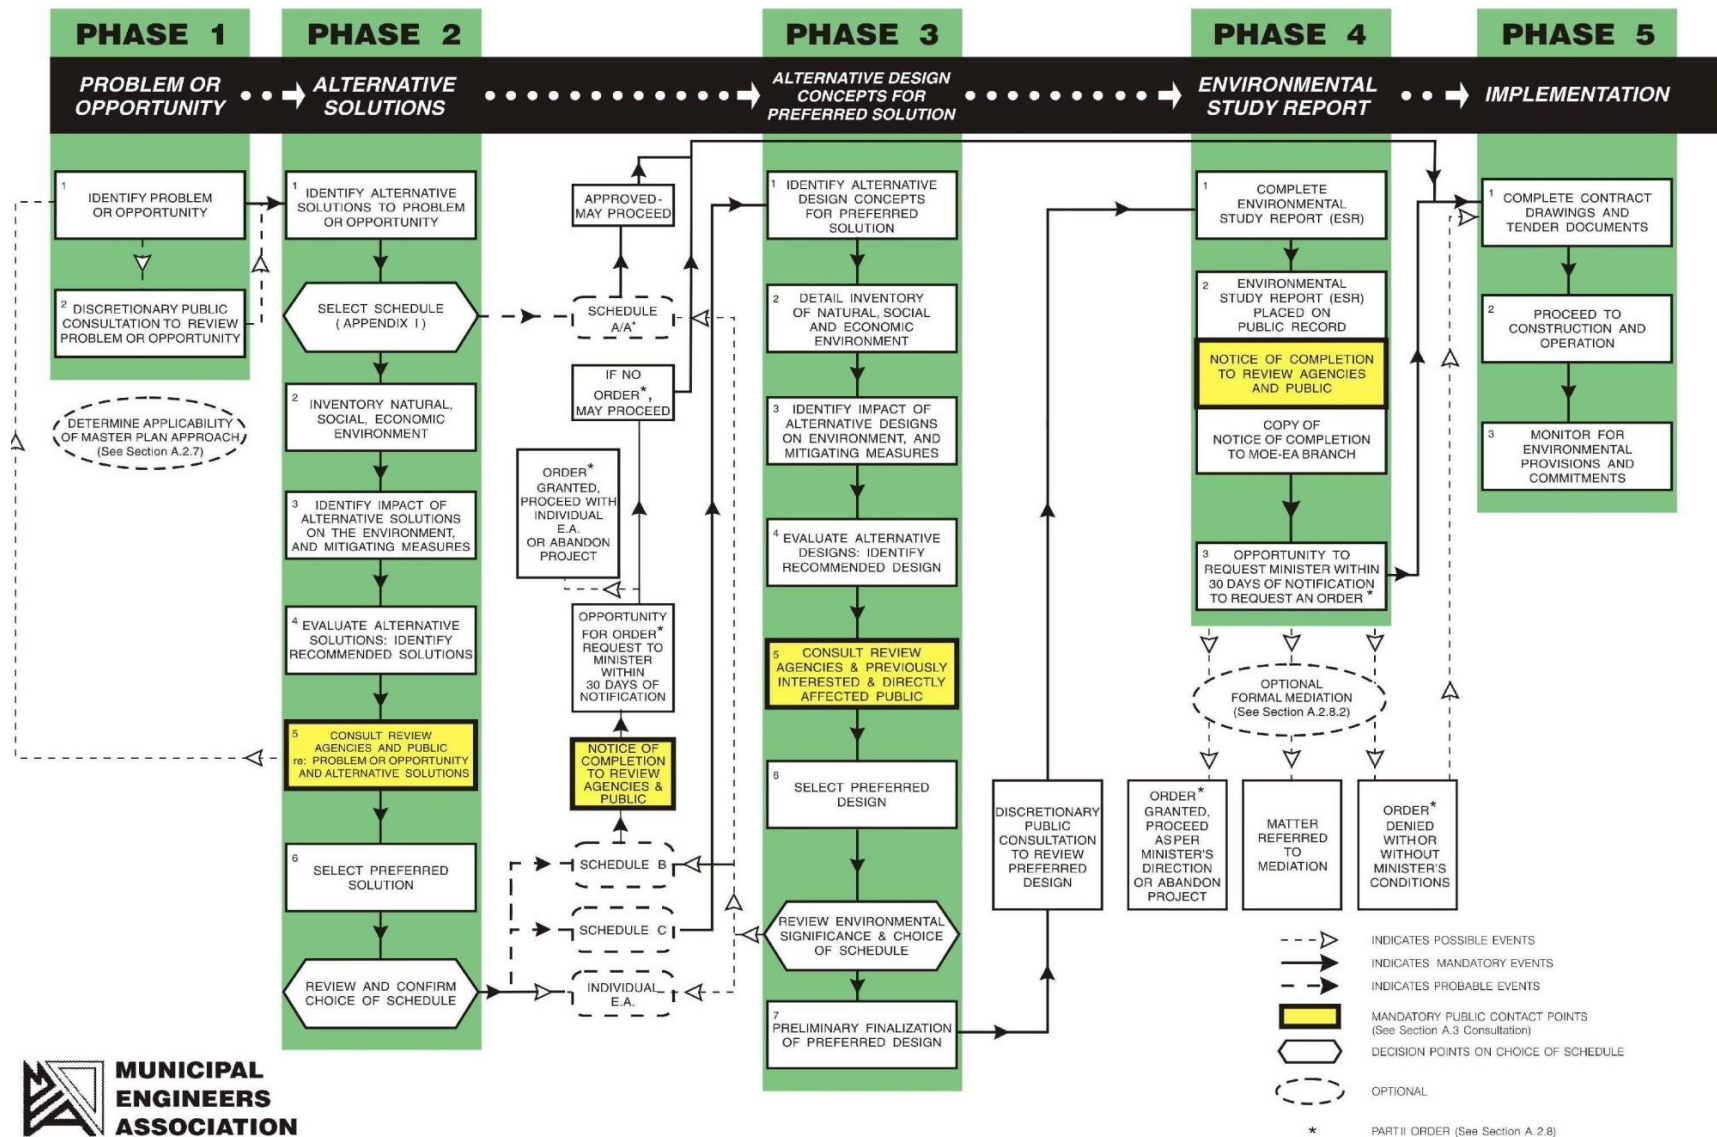 PHASE 1
PHASE 2
PHASE 3
PHASE 4
PHASE 5
PROBLEM OR
OPPORTUNITY
ALTERNATIVE
SOLUTIONS
ALTERNATIVE DESIGN
CONCEPTS FOR
PREFERRED SOLUTION
ENVIRONMENTAL
STUDY REPORT
IMPLEMENTATION
1
IDENTIFY PROBLEM
OR OPPORTUNITY
2
DISCRETIONARY PUBLIC
CONSULTATION TO REVIEW
PROBLEM OR OPPORTUNITY
DETERMINE APPLICABILITY
OF MASTER PLAN APPROACH
(See Section A.2.7)
1
IDENTIFY ALTERNATIVE
SOLUTIONS TO PROBLEM
OR OPPORTUNITY
SELECT SCHEDULE
( APPENDIX I )
2
INVENTORY NATURAL,
SOCIAL, ECONOMIC
ENVIRONMENT
3
IDENTIFY IMPACT OF
ALTERNATIVE SOLUTIONS
ON THE ENVIRONMENT,
AND MITIGATING MEASURES
4
EVALUATE ALTERNATIVE
SOLUTIONS: IDENTIFY
RECOMMENDED SOLUTIONS
5
CONSULT REVIEW
AGENCIES AND PUBLIC
re: PROBLEM OR OPPORTUNITY
AND ALTERNATIVE SOLUTIONS
6
SELECT PREFERRED
SOLUTION
REVIEW AND CONFIRM
CHOICE OF SCHEDULE
APPROVED-
MAY PROCEED
SCHEDULE
A/A+
IF NO
ORDER*,
MAY PROCEED
ORDER*
GRANTED,
PROCEED WITH
INDIVIDUAL
E.A.
OR ABANDON
PROJECT
OPPORTUNITY
FOR ORDER*
REQUEST TO
MINISTER
WITHIN
30 DAYS OF
NOTIFICATION
NOTICE OF
COMPLETION
TO REVIEW
AGENCIES &
PUBLIC
SCHEDULE B
SCHEDULE C
INDIVIDUAL
E.A.
1
IDENTIFY ALTERNATIVE
DESIGN CONCEPTS
FOR PREFERRED
SOLUTION
2
DETAIL INVENTORY
OF NATURAL, SOCIAL
AND ECONOMIC
ENVIRONMENT
3
IDENTIFY IMPACT OF
ALTERNATIVE DESIGNS
ON ENVIRONMENT, AND
MITIGATING MEASURES
4
EVALUATE ALTERNATIVE
DESIGNS: IDENTIFY
RECOMMENDED DESIGN
5
CONSULT REVIEW
AGENCIES & PREVIOUSLY
INTERESTED & DIRECTLY
AFFECTED PUBLIC
6
SELECT PREFERRED
DESIGN
REVIEW ENVIRONMENTAL
SIGNIFICANCE & CHOICE
OF SCHEDULE
7
PRELIMINARY FINALIZATION
OF PREFERRED DESIGN
DISCRETIONARY
PUBLIC
CONSULTATION
TO REVIEW
PREFERRED
DESIGN
1
COMPLETE
ENVIRONMENTAL
STUDY REPORT (ESR)
2
ENVIRONMENTAL
STUDY REPORT (ESR)
PLACED ON
PUBLIC RECORD
NOTICE OF COMPLETION
TO REVIEW AGENCIES
AND PUBLIC
COPY OF
NOTICE OF COMPLETION
TO MOE-EA BRANCH
3
OPPORTUNITY TO
REQUEST MINISTER WITHIN
30 DAYS OF NOTIFICATION
TO REQUEST AN ORDER*
OPTIONAL
FORMAL MEDIATION
(See Section A.2.8.2)
ORDER*
GRANTED,
PROCEED
AS PER
MINISTER'S
DIRECTION
OR ABANDON
PROJECT
MATTER
REFERRED
TO
MEDIATION
ORDER*
DENIED
WITH OR
WITHOUT
MINISTER'S
CONDITIONS
1
COMPLETE CONTRACT
DRAWINGS AND
TENDER DOCUMENTS
2
PROCEED TO
CONSTRUCTION AND
OPERATION
3
MONITOR FOR
ENVIRONMENTAL
PROVISIONS AND
COMMITMENTS
INDICATES POSSIBLE EVENTS
INDICATES MANDATORY EVENTS
INDICATES PROBABLE EVENTS
MANDATORY PUBLIC CONTACT POINTS
(See Section A.3 Consultation)
DECISION POINTS ON CHOICE OF SCHEDULE
OPTIONAL
* PART II ORDER (See Section A.2.8)
MUNICIPAL
ENGINEERS
ASSOCIATION